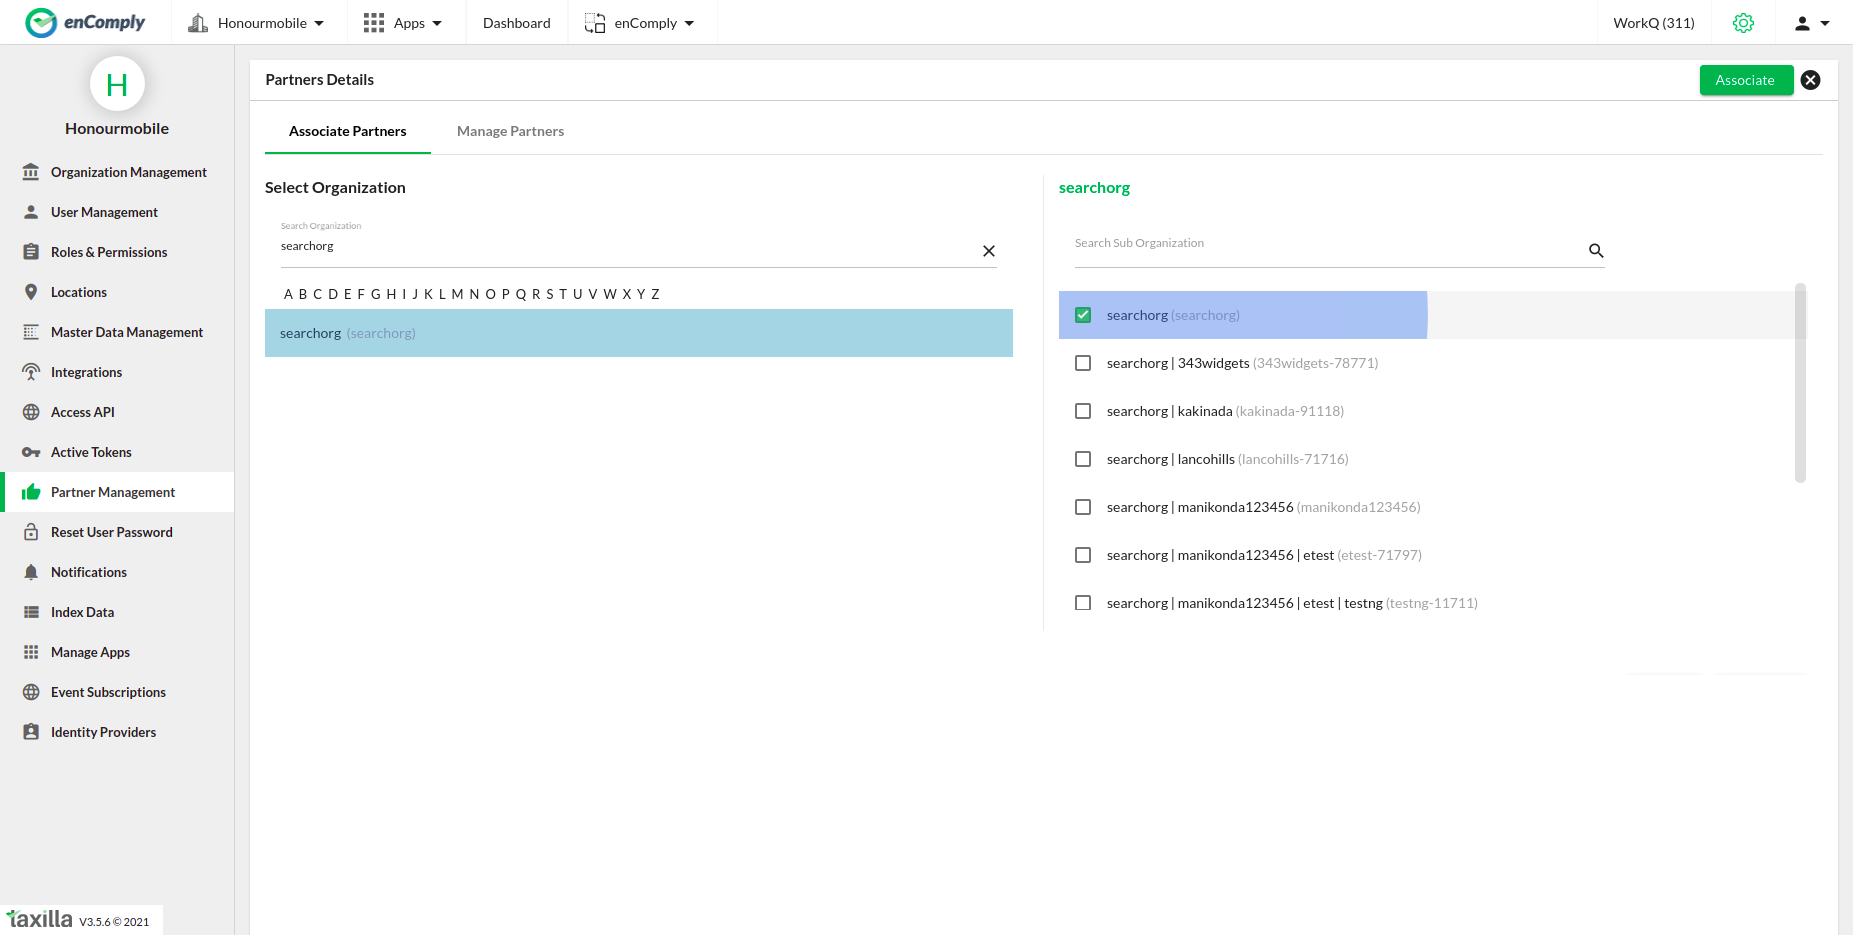 enComply Honourmobile Apps Dashboard enComply WorkQ (311)
H
Honourmobile
Organization Management
User Management
Roles & Permissions
Locations
Master Data Management
Integrations
Access API
Active Tokens
Partner Management
Reset User Password
Notifications
Index Data
Manage Apps
Event Subscriptions
Identity Providers
taxilla V3.5.6 © 2021
Partners Details Associate
Associate Partners Manage Partners
Select Organization
Search Organization
searchorg
A B C D E F G H I J K L M N O P Q R S T U V W X Y Z
searchorg (searchorg)
searchorg
Search Sub Organization
searchorg (searchorg)
searchorg | 343widgets (343widgets-78771)
searchorg | kakinada (kakinada-91118)
searchorg | lancohills (lancohills-71716)
searchorg | manikonda123456 (manikonda123456)
searchorg | manikonda123456 | etest (etest-71797)
searchorg | manikonda123456 | etest | testng (testng-11711)